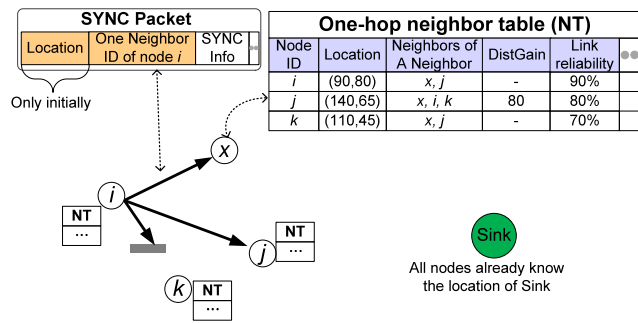 SYNC Packet
Location
One Neighbor
ID of node i
SYNC
Info
Only initially
One-hop neighbor table (NT)
Node
ID
Location
Neighbors of
A Neighbor
DistGain
Link
reliability
i (90,80) x, j - 90%
j (140,65) x, i, k 80 80%
k (110,45) x, j - 70%
x
i
NT
...
j
NT
...
k
NT
...
Sink
All nodes already know
the location of Sink